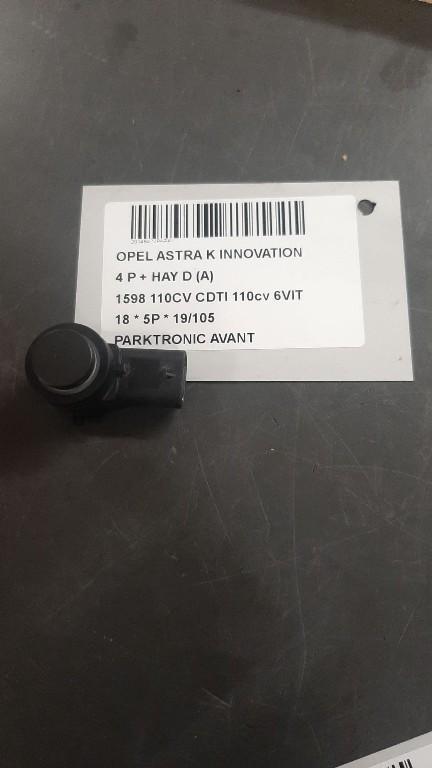 OPEL ASTRA K INNOVATION
4 P + HAY D (A)
1598 110CV CDTI 110cv 6VIT
18 * 5P * 19/105
PARKTRONIC AVANT